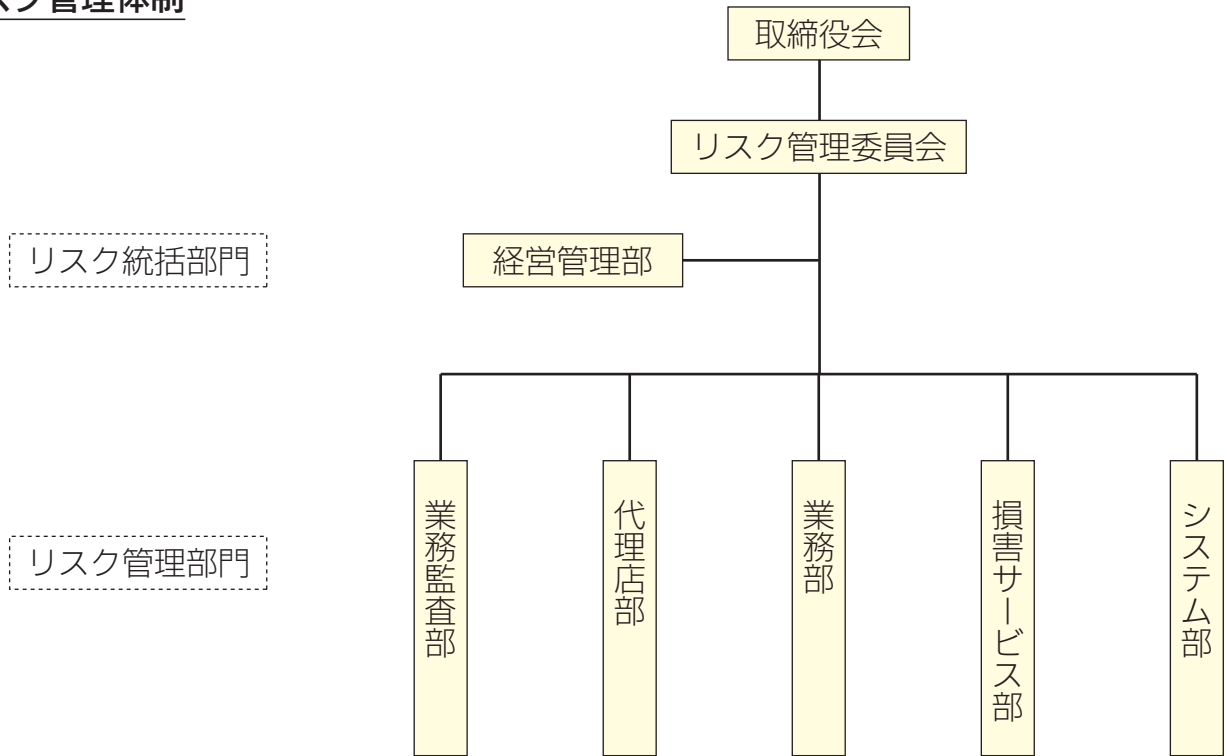 スク管理体制
取締役会
リスク管理委員会
リスク統括部門
経営管理部
リスク管理部門
業務監査部
代理店部
業務部
損害サービス部
システム部